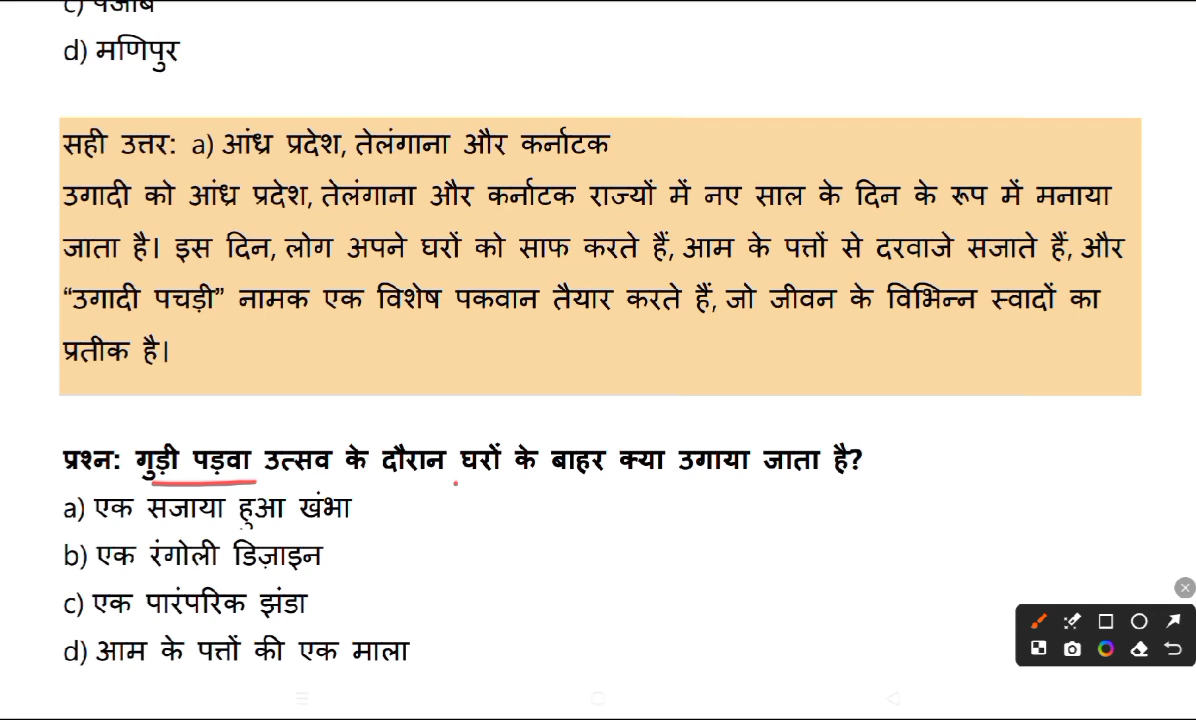 c) पंजाब
d) मणिपुर
सही उत्तर: a) आंध्र प्रदेश, तेलंगाना और कर्नाटक
उगादी को आंध्र प्रदेश, तेलंगाना और कर्नाटक राज्यों में नए साल के दिन के रूप में मनाया
जाता है। इस दिन, लोग अपने घरों को साफ करते हैं, आम के पत्तों से दरवाजे सजाते हैं, और
“उगादी पचड़ी” नामक एक विशेष पकवान तैयार करते हैं, जो जीवन के विभिन्न स्वादों का
प्रतीक है।
प्रश्न: गुड़ी पड़वा उत्सव के दौरान घरों के बाहर क्या उगाया जाता है?
a) एक सजाया हुआ खंभा
b) एक रंगोली डिज़ाइन
c) एक पारंपरिक झंडा
d) आम के पत्तों की एक माला